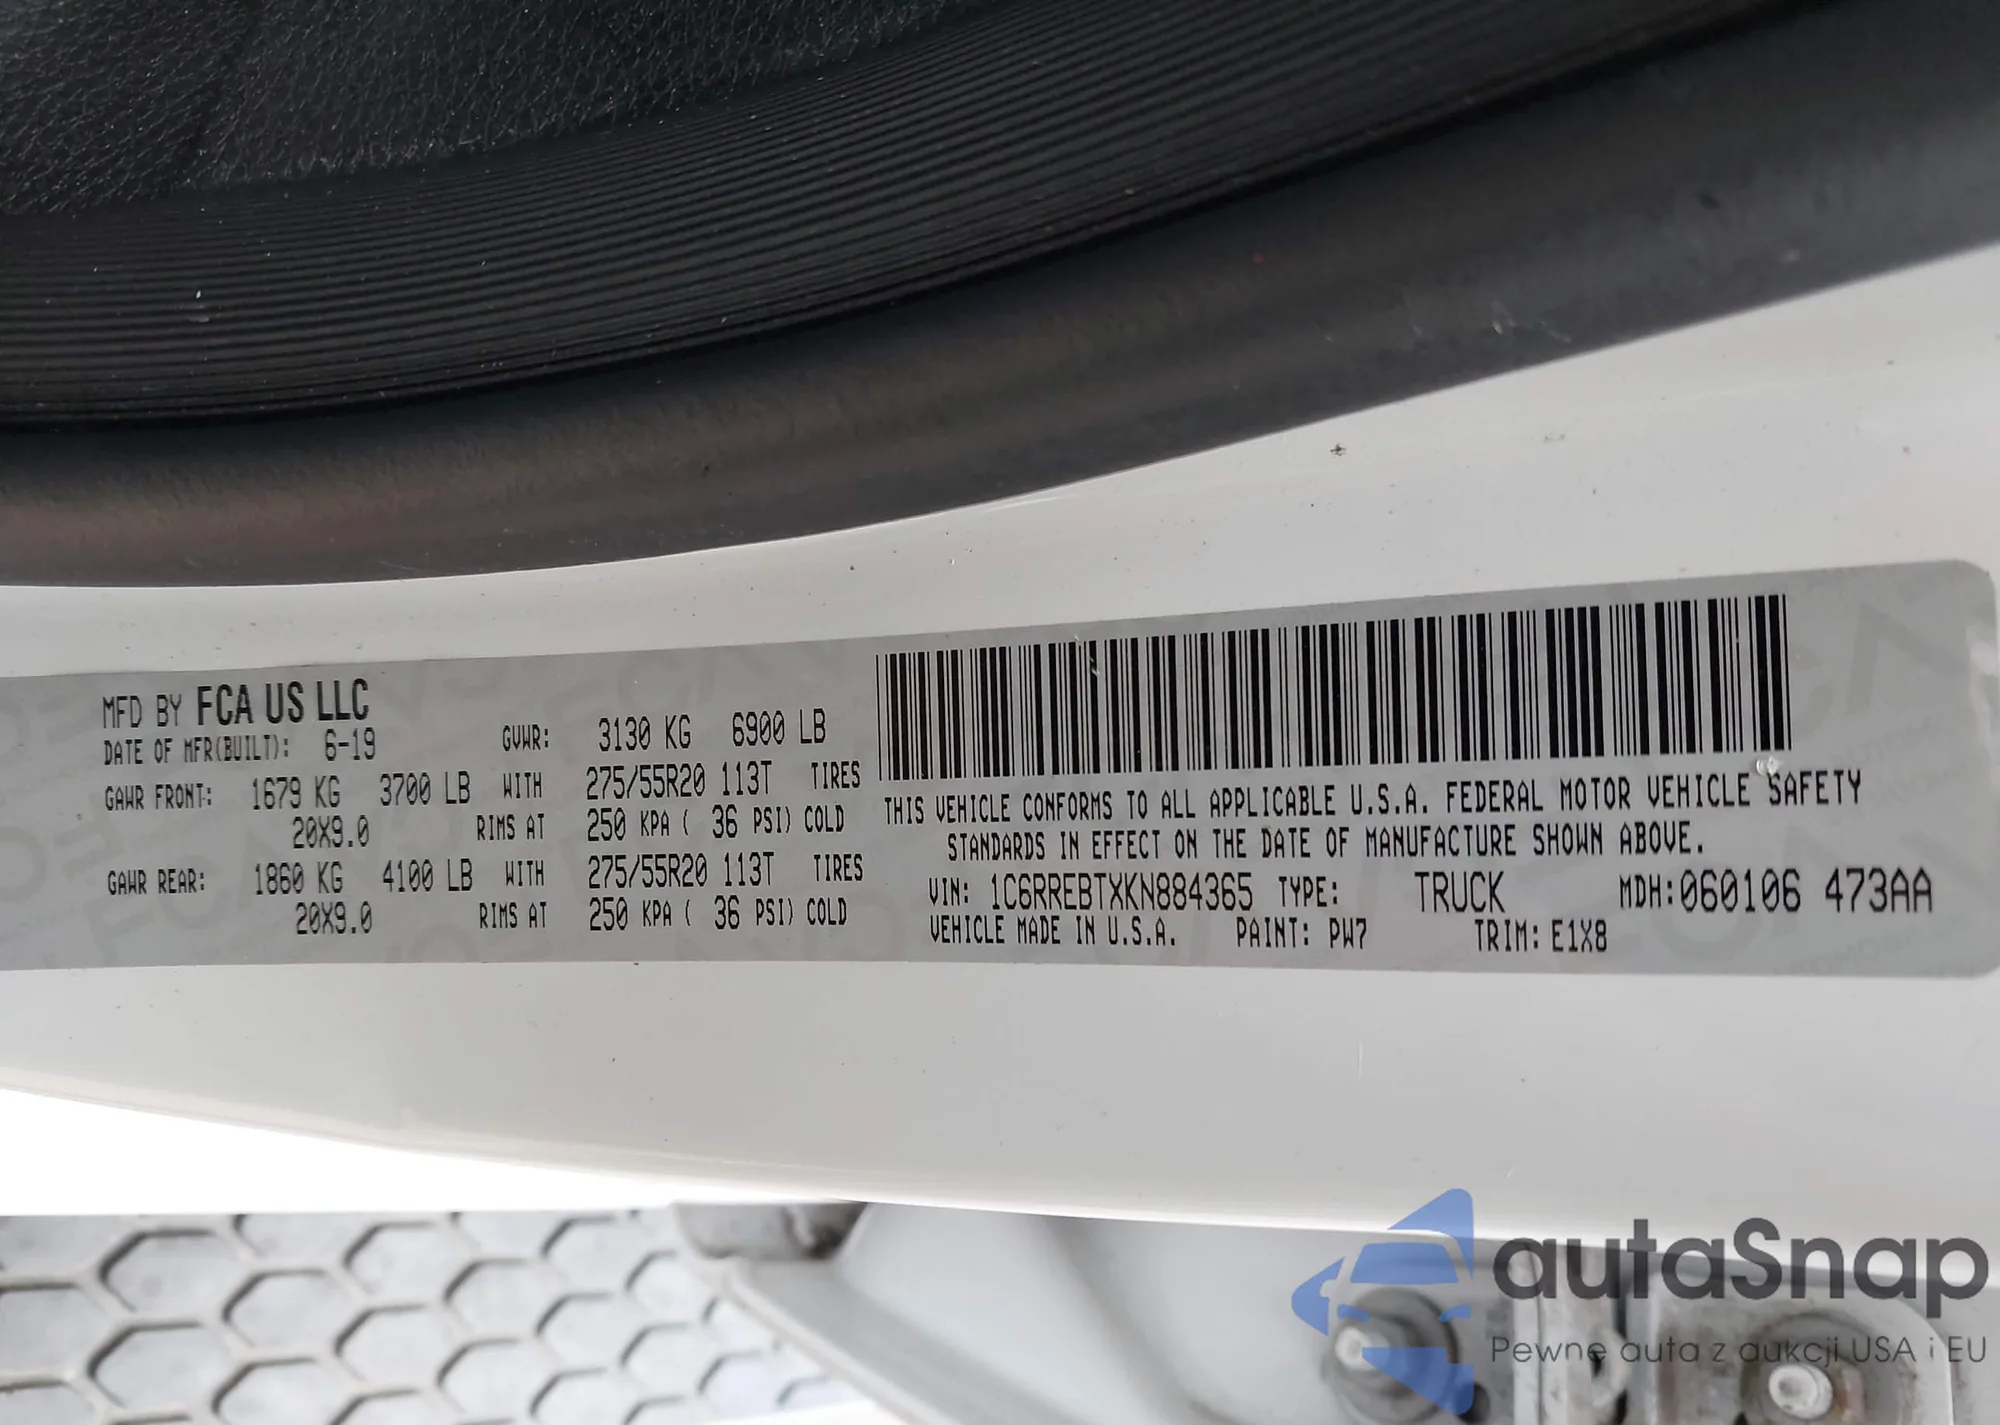 MFD BY FCA US LLC
DATE OF MFR(BUILT): 6-19 GVWR: 3130 KG 6900 LB
GAWR FRONT: 1679 KG 3700 LB WITH 275/55R20 113T TIRES
20X9.0 RIMS AT 250 KPA ( 36 PSI) COLD
GAWR REAR: 1860 KG 4100 LB WITH 275/55R20 113T TIRES
20X9.0 RIMS AT 250 KPA ( 36 PSI) COLD
THIS VEHICLE CONFORMS TO ALL APPLICABLE U.S.A. FEDERAL MOTOR VEHICLE SAFETY
STANDARDS IN EFFECT ON THE DATE OF MANUFACTURE SHOWN ABOVE.
VIN: 1C6RREBTXKN884365 TYPE: TRUCK MDH:060106 473AA
VEHICLE MADE IN U.S.A. PAINT: PW7 TRIM: E1X8
autaSnap
Pewne auta z aukcji USA i EU